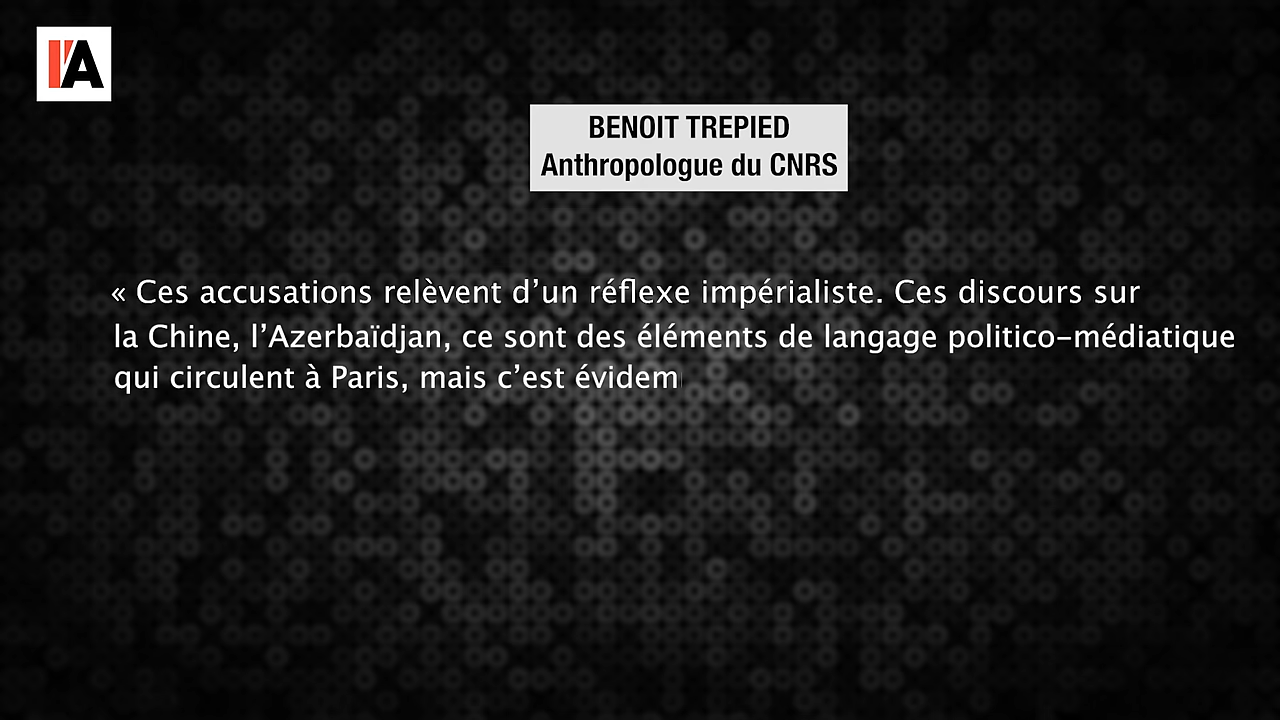 l'A
BENOIT TREPIED
Anthropologue du CNRS
« Ces accusations relèvent d’un réflexe impérialiste. Ces discours sur
la Chine, l’Azerbaïdjan, ce sont des éléments de langage politico-médiatique
qui circulent à Paris, mais c’est évidem